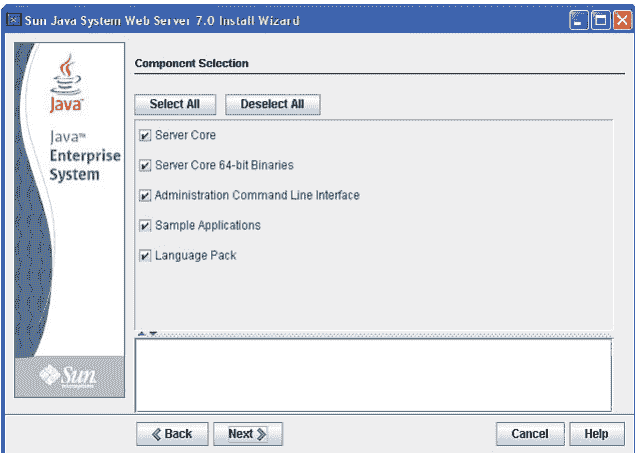 Sun Java System Web Server 7.0 Install Wizard
Component Selection
Select All
Deselect All
Server Core
Server Core 64-bit Binaries
Administration Command Line Interface
Sample Applications
Language Pack
Java™
Java™
Enterprise
System
Sun
microsystems
Back
Next
Cancel
Help